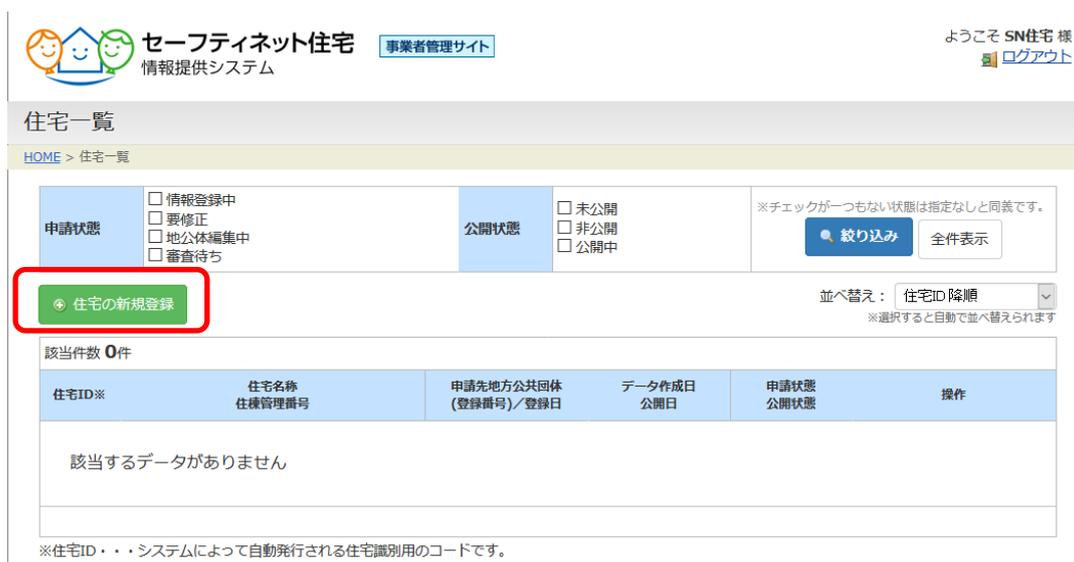 セーフティネット住宅
情報提供システム
事業者管理サイト
ようこそ SN住宅 様
ログアウト
住宅一覧
HOME > 住宅一覧
申請状態
情報登録中
要修正
地公体編集中
審査待ち
公開状態
未公開
非公開
公開中
※チェックが一つもない状態は指定なしと同義です。
絞り込み
全件表示
住宅の新規登録
並べ替え: 住宅ID 降順
※選択すると自動で並べ替えられます
該当件数 0件
住宅ID※
住宅名称
住棟管理番号
申請先地方公共団体
(登録番号)/登録日
データ作成日
公開日
申請状態
公開状態
操作
該当するデータがありません
※住宅ID・・・システムによって自動発行される住宅識別用のコードです。